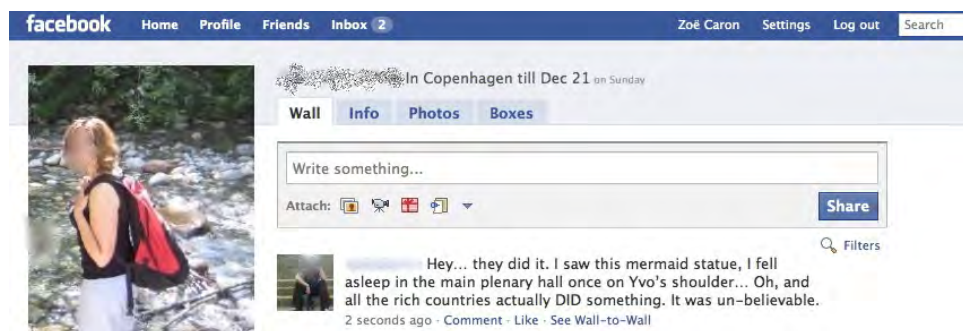 facebook Home Profile Friends Inbox 2 Zoë Caron Settings Log out Search
In Copenhagen till Dec 21 on Sunday
Wall Info Photos Boxes
Write something...
Attach:
Share
Filters
Hey... they did it. I saw this mermaid statue, I fell
asleep in the main plenary hall once on Yvo's shoulder... Oh, and
all the rich countries actually DID something. It was un-believable.
2 seconds ago · Comment · Like · See Wall-to-Wall